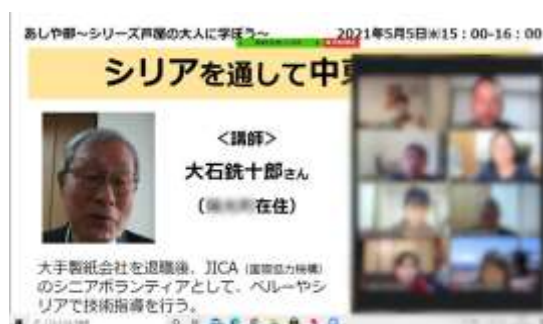 あしや部~シリーズ芦屋の大人に学ぼう~
2021年5月5日㈬15:00-16:00
シリアを通して中
<講師>
大石銑十郎さん
( 在住)
大手製紙会社を退職後、JICA(国際協力機構)
のシニアボランティアとして、ペルーやシ
リアで技術指導を行う。